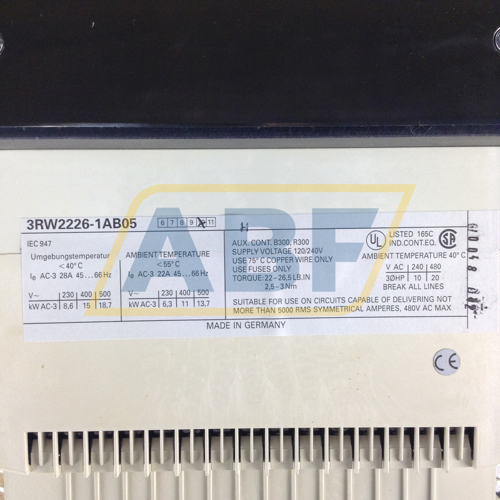 3RW2226-1AB05 6 7 8 9 10 11
IEC 947
Umgebungstemperatur
<40°C
Ie AC-3 28A 45....66Hz
V~ 230 400 500
kW AC-3 8,6 15 18,7
AMBIENT TEMPERATURE
<55°C
Ie AC-3 22A 45....66Hz
V~ 230 400 500
kW AC-3 6,3 11 13,7
H
AUX. CONT. B300, R300
SUPPLY VOLTAGE 120/240V
USE 75°C COPPER WIRE ONLY
USE FUSES ONLY
TORQUE: 22-26,5 LB.IN
2,5-3 Nm
UL LISTED 165C
IND.CONT.EQ. SA
AMBIENT TEMPERATURE 40°C
V AC 240 480
3ØHP 10 20
BREAK ALL LINES
SUITABLE FOR USE ON CIRCUITS CAPABLE OF DELIVERING NOT
MORE THAN 5000 RMS SYMMETRICAL AMPERES, 480V AC MAX
MADE IN GERMANY
CE
APF